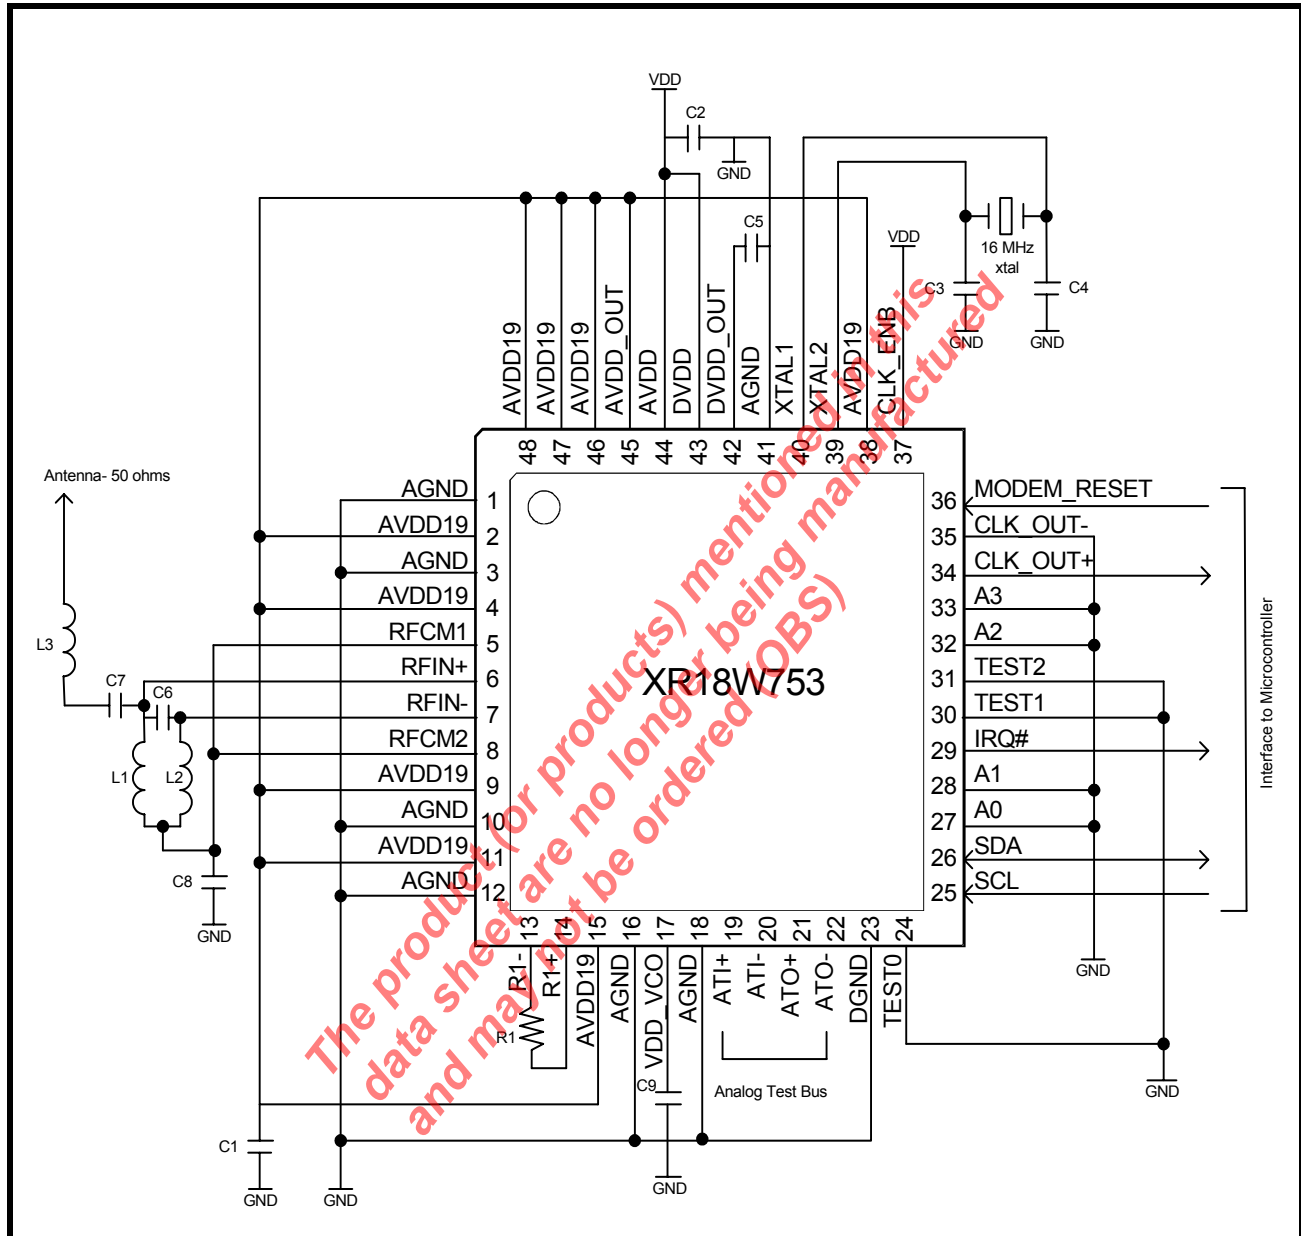 VDD
C2
GND
C5
16 MHz
xtal
VDD
C3
C4
GND
GND
AVDD19
AVDD19
AVDD19
AVDD_OUT
AVDD
DVDD
DVDD_OUT
AGND
XTAL1
XTAL2
AVDD19
CLK_ENB
48
47
46
45
44
43
42
41
40
39
38
37
Antenna- 50 ohms
L3
C7
C6
L1
L2
C8
GND
AGND
1
AVDD19
2
AGND
3
AVDD19
4
RFCM1
5
RFIN+
6
RFIN-
7
RFCM2
8
AVDD19
9
AGND
10
AVDD19
11
AGND
12
XR18W753
36
MODEM_RESET
35
CLK_OUT-
34
CLK_OUT+
33
A3
32
A2
31
TEST2
30
TEST1
29
IRQ#
28
A1
27
A0
26
SDA
25
SCL
Interface to Microcontroller
13
14
15
16
17
18
19
20
21
22
23
24
R1-
R1+
AVDD19
AGND
VDD_VCO
AGND
ATI+
ATI-
ATO+
ATO-
DGND
TEST0
R1
C9
Analog Test Bus
GND
GND
C1
GND
GND
GND
The product (or products) mentioned in this
data sheet are no longer being manufactured
and may not be ordered (OBS)